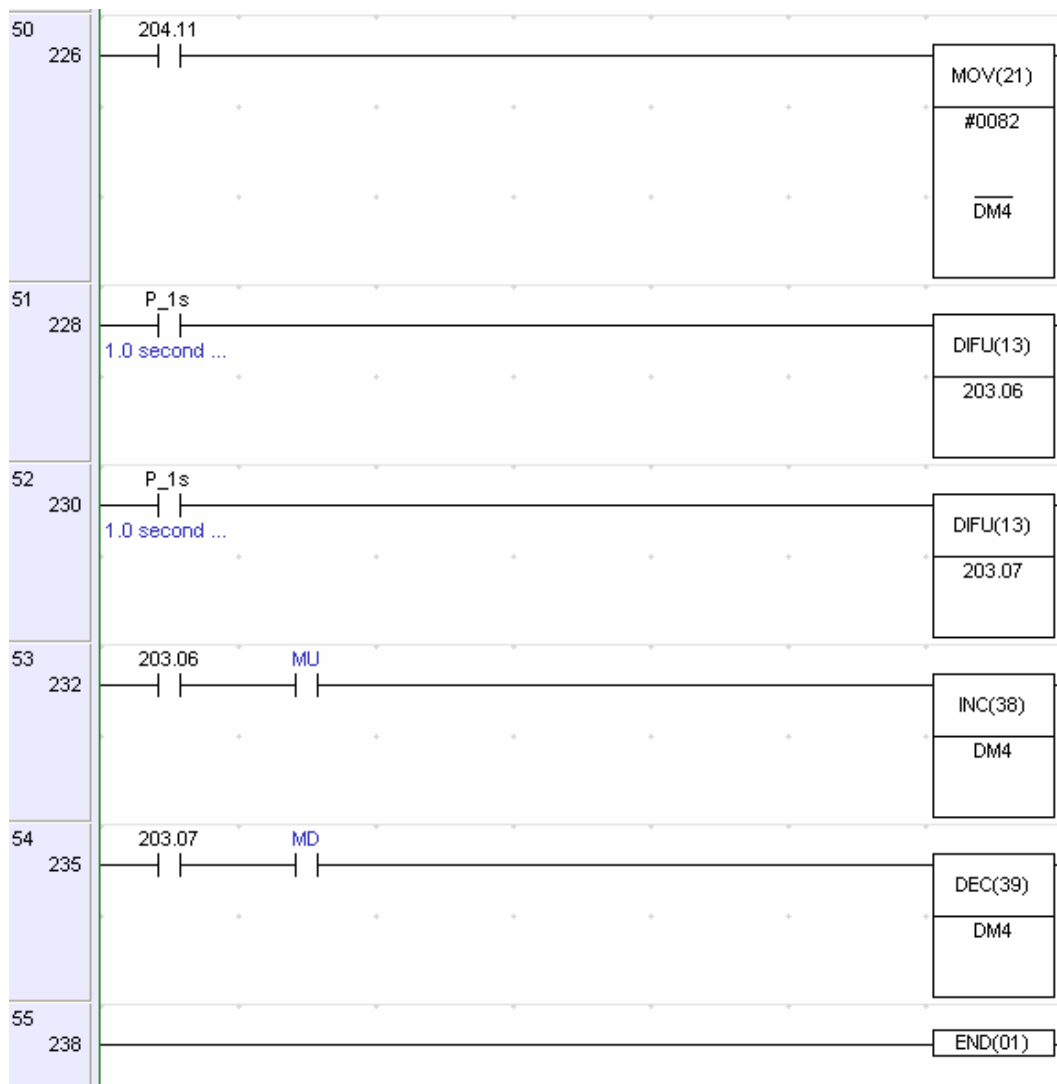 50 204.11
226
MOV(21)
#0082
DM4
51 P_1s
228
1.0 second ...
DIFU(13)
203.06
52 P_1s
230
1.0 second ...
DIFU(13)
203.07
53 203.06 MU
232
INC(38)
DM4
54 203.07 MD
235
DEC(39)
DM4
55
238 END(01)